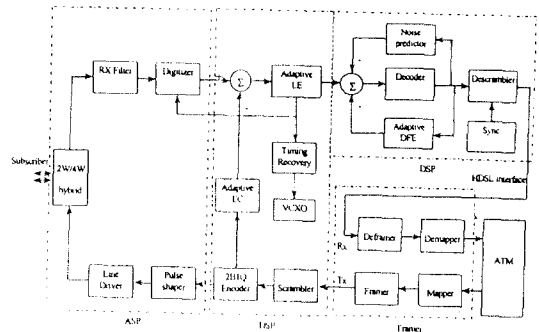 Noise
predictor
RX Filter
Digitizer
Σ
Adaptive
LE
Σ
Decoder
Descrambler
Adaptive
DFE
Sync
Timing
Recovery
DSP
Subscriber
2W/4W
hybrid
HDSL interface
Adaptive
EC
VCXO
Rx
Deframer
Demapper
ATM
Line
Driver
Pulse
shaper
2B1Q
Encoder
Scrambler
Tx
Framer
Mapper
ASP
DSP
Framer